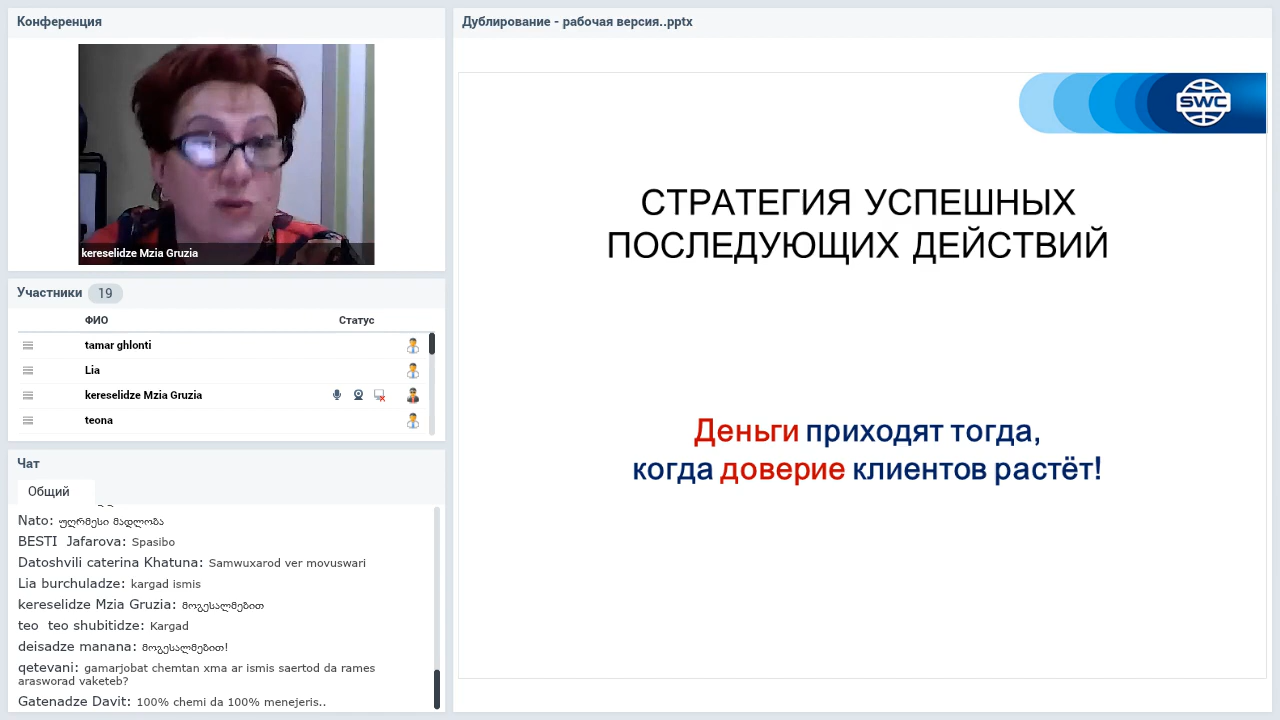 Конференция
kereselidze Mzia Gruzia
Участники 19
ФИО Статус
tamar ghlonti
Lia
kereselidze Mzia Gruzia
teona
Чат
Общий
Nato: უღრმესი მადლობა
BESTI Jafarova: Spasibo
Datoshvili caterina Khatuna: Samwuxarod ver movuswari
Lia burchuladze: kargad ismis
kereselidze Mzia Gruzia: მოგესალმებით
teo teo shubitidze: Kargad
deisadze manana: მოგესალმებით!
qetevani: gamarjobat chemtan xma ar ismis saertod da rames
arasworad vaketeb?
Gatenadze Davit: 100% chemi da 100% menejeris..
Дублирование - рабочая версия..pptx
SWC
СТРАТЕГИЯ УСПЕШНЫХ
ПОСЛЕДУЮЩИХ ДЕЙСТВИЙ
Деньги приходят тогда,
когда доверие клиентов растёт!